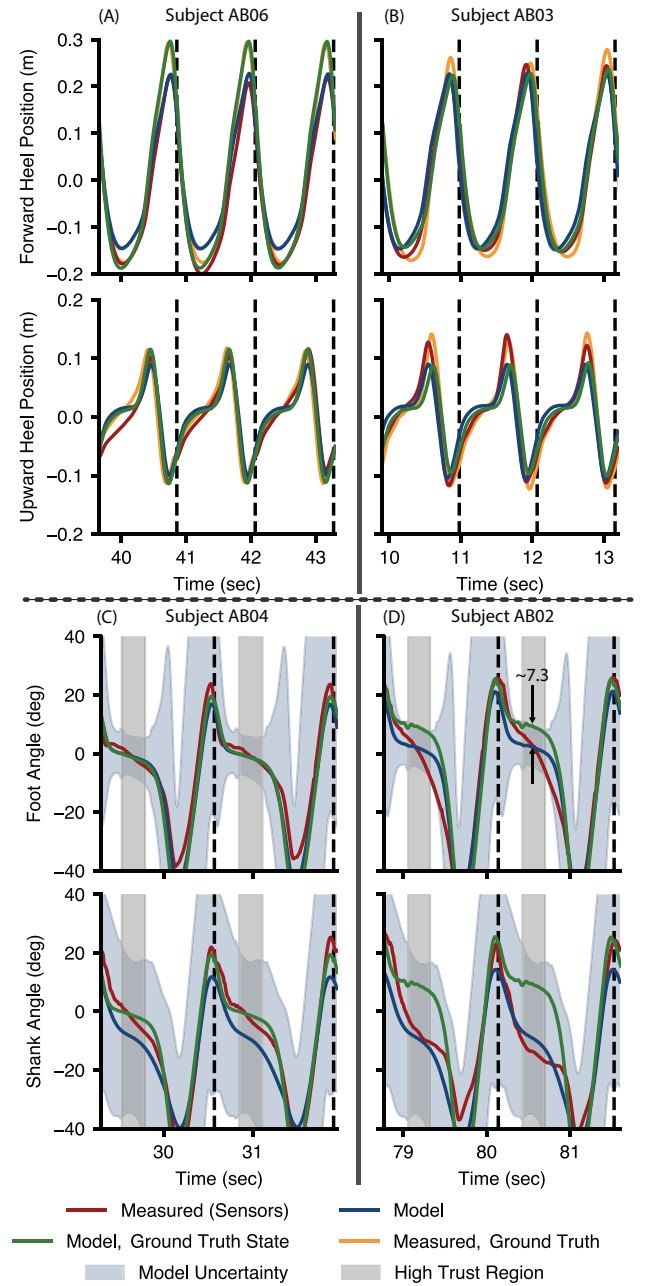 (A) Subject AB06
(B) Subject AB03
Forward Heel Position (m)
0.3
0.2
0.1
0.0
−0.1
−0.2
Upward Heel Position (m)
0.2
0.1
0.0
−0.1
−0.2
40 41 42 43
10 11 12 13
Time (sec)
Time (sec)
(C) Subject AB04
(D) Subject AB02
Foot Angle (deg)
40
20
0
−20
−40
~7.3
Shank Angle (deg)
40
20
0
−20
−40
30 31
79 80 81
Time (sec)
Time (sec)
Measured (Sensors)
Model
Model, Ground Truth State
Measured, Ground Truth
Model Uncertainty
High Trust Region